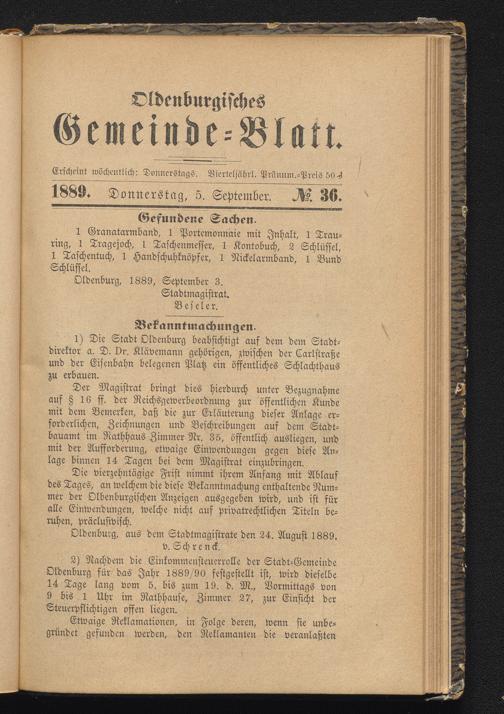 Oldenburgisches
Gemeinde=Blatt.
Erscheint wöchentlich: Donnerstags. Vierteljährl. Pränum.=Preis 50 ₰
1889. Donnerstag, 5. September. №. 36.
Gefundene Sachen.
1 Granatarmband, 1 Portemonnaie mit Inhalt, 1 Trau-
ring, 1 Tragejoch, 1 Taschenmesser, 1 Kontobuch, 2 Schlüssel,
1 Taschentuch, 1 Handschuhknöpfer, 1 Nickelarmband, 1 Bund
Schlüssel.
Oldenburg, 1889, September 3.
Stadtmagistrat.
Beseler.
Bekanntmachungen.
1) Die Stadt Oldenburg beabsichtigt auf dem dem Stadt-
direktor a. D. Dr. Klävemann gehörigen, zwischen der Carlstraße
und der Eisenbahn belegenen Platz ein öffentliches Schlachthaus
zu erbauen.
Der Magistrat bringt dies hierdurch unter Bezugnahme
auf § 16 ff. der Reichsgewerbeordnung zur öffentlichen Kunde
mit dem Bemerken, daß die zur Erläuterung dieser Anlage er-
forderlichen, Zeichnungen und Beschreibungen auf dem Stadt-
bauamt im Rathhaus Zimmer Nr. 35, öffentlich ausliegen, und
mit der Aufforderung, etwaige Einwendungen gegen diese An-
lage binnen 14 Tagen bei dem Magistrat einzubringen.
Die vierzehntägige Frist nimmt ihrem Anfang mit Ablauf
des Tages, an welchem die diese Bekanntmachung enthaltende Num-
mer der Oldenburgischen Anzeigen ausgegeben wird, und ist für
alle Einwendungen, welche nicht auf privatrechtlichen Titeln be-
ruhen, präclusivisch.
Oldenburg, aus dem Stadtmagistrate den 24. August 1889.
v. Schrenck.
2) Nachdem die Einkommensteuerrolle der Stadt=Gemeinde
Oldenburg für das Jahr 1889/90 festgestellt ist, wird dieselbe
14 Tage lang vom 5. bis zum 19. d. M., Vormittags von
9 bis 1 Uhr im Rathhause, Zimmer 27, zur Einsicht der
Steuerpflichtigen offen liegen.
Etwaige Reklamationen, in Folge deren, wenn sie unbe-
gründet gefunden werden, den Reklamanten die veranlaßten